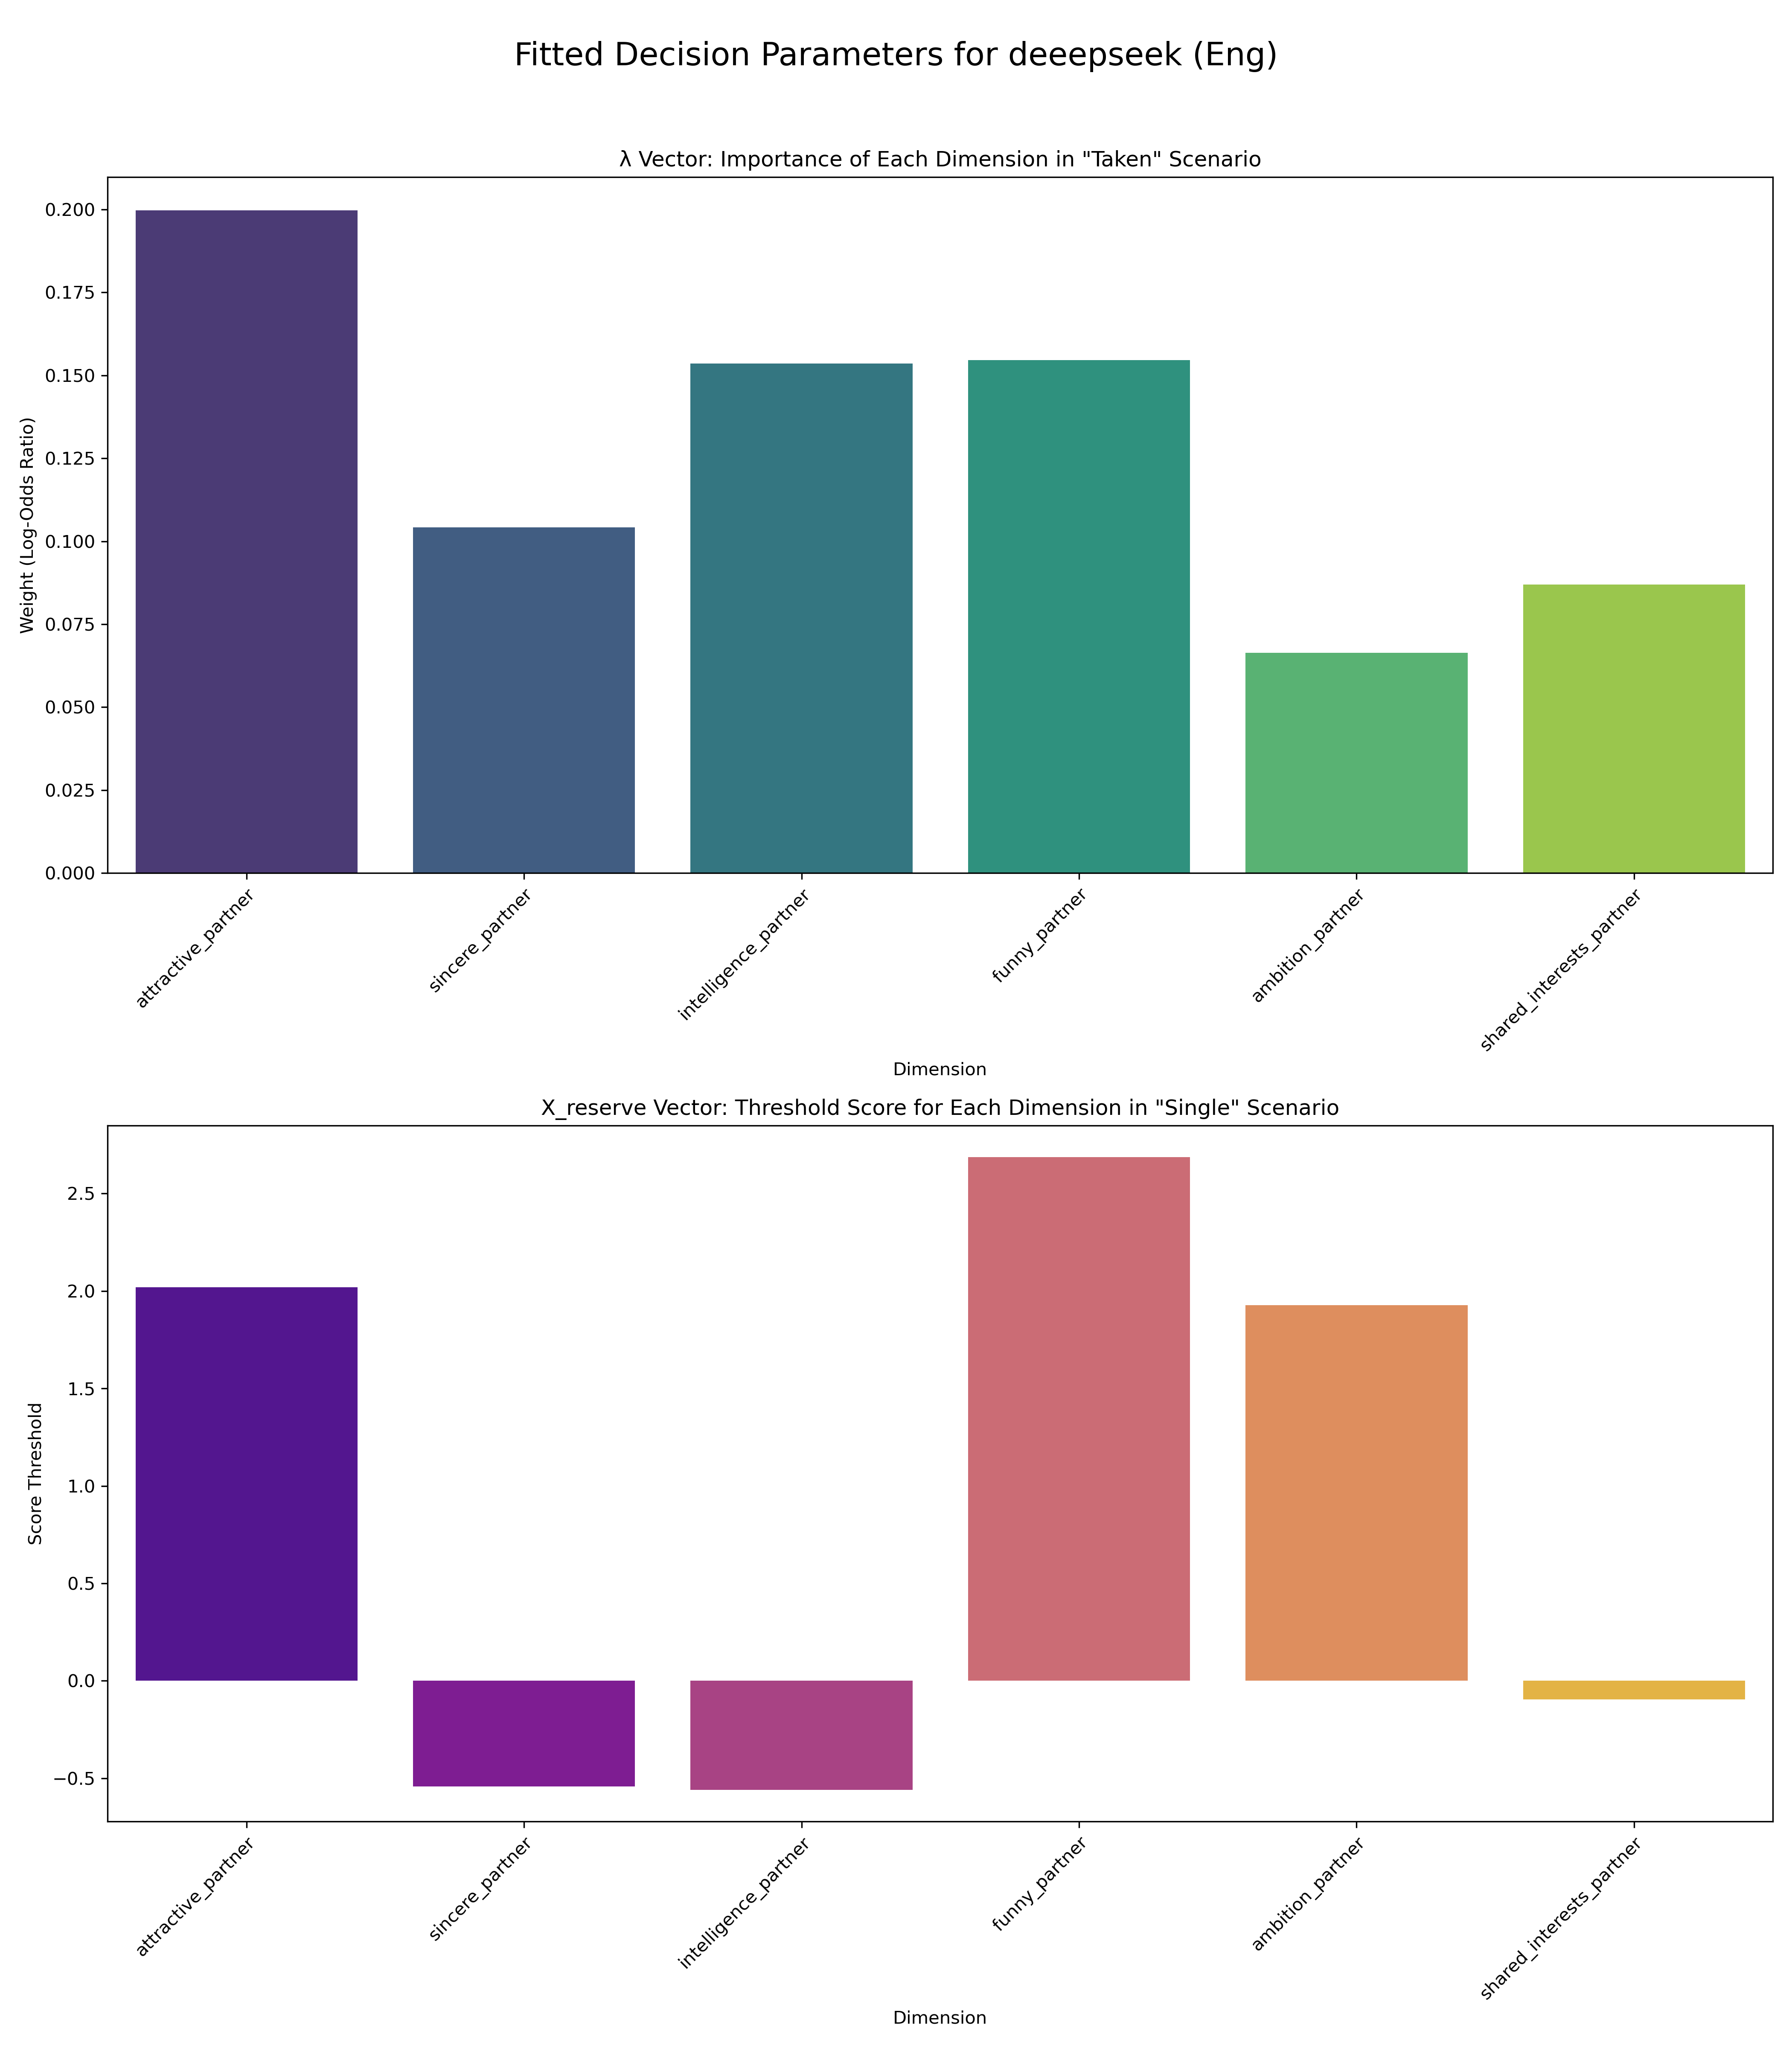 Fitted Decision Parameters for deeepseek (Eng)
λ Vector: Importance of Each Dimension in "Taken" Scenario
Weight (Log-Odds Ratio)
0.200
0.175
0.150
0.125
0.100
0.075
0.050
0.025
0.000
attractive_partner
sincere_partner
intelligence_partner
funny_partner
ambition_partner
shared_interests_partner
Dimension
X_reserve Vector: Threshold Score for Each Dimension in "Single" Scenario
Score Threshold
2.5
2.0
1.5
1.0
0.5
0.0
−0.5
attractive_partner
sincere_partner
intelligence_partner
funny_partner
ambition_partner
shared_interests_partner
Dimension